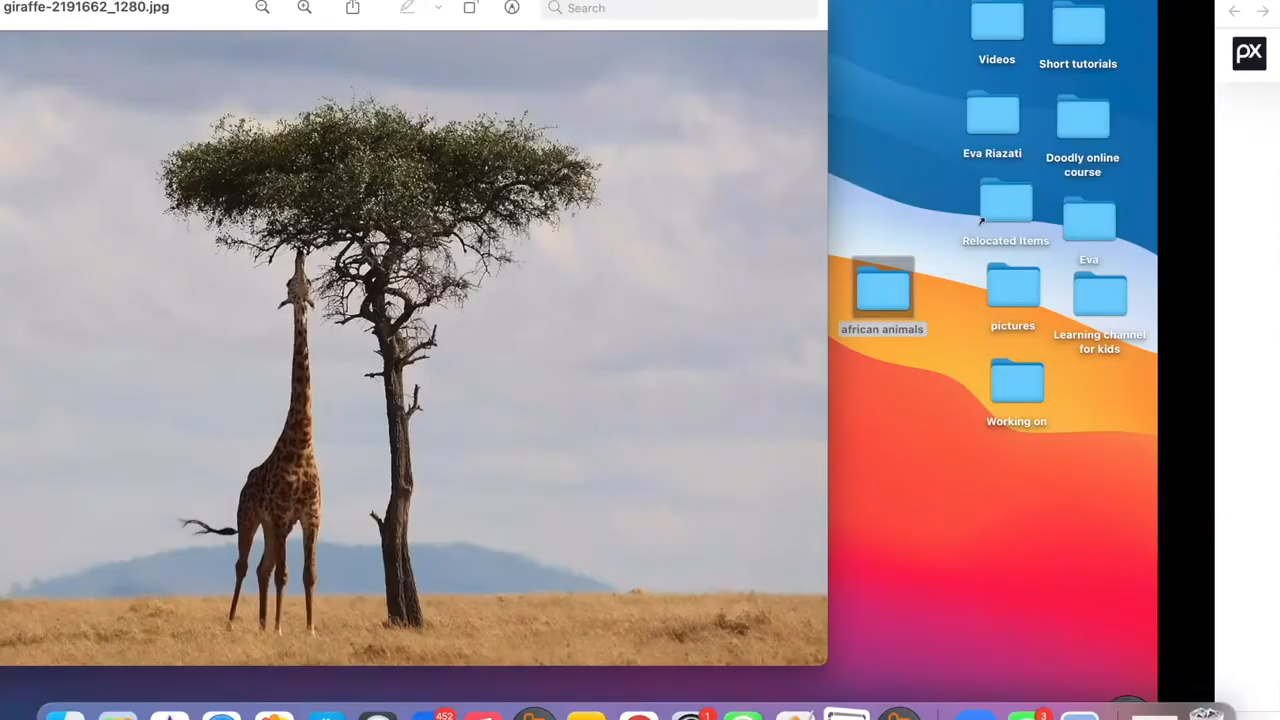 giraffe-2191662_1280.jpg
Search
px
Videos
Short tutorials
Eva Riazati
Doodly online
course
Relocated Items
Eva
african animals
pictures
Learning channel
for kids
Working on
452
1
3